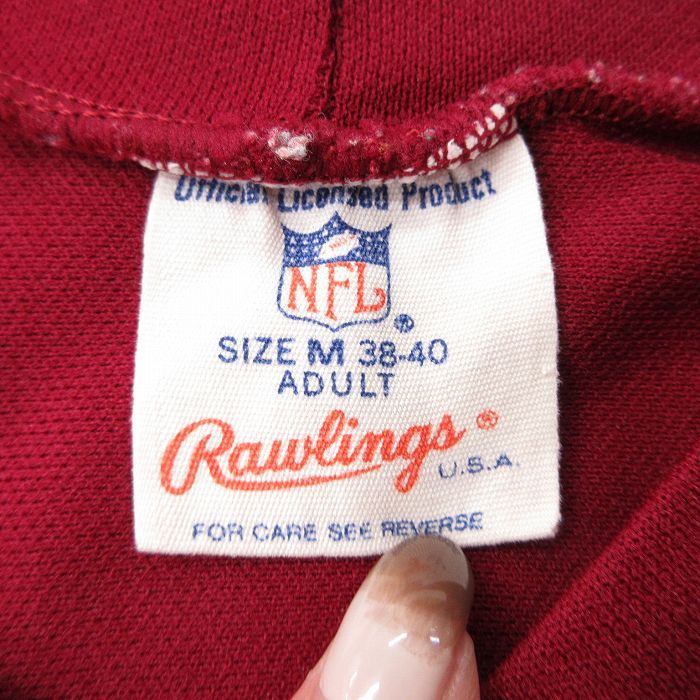 Official Licensed Product
NFL
®
SIZE M 38-40
ADULT
Rawlings ®
U.S.A.
FOR CARE SEE REVERSE